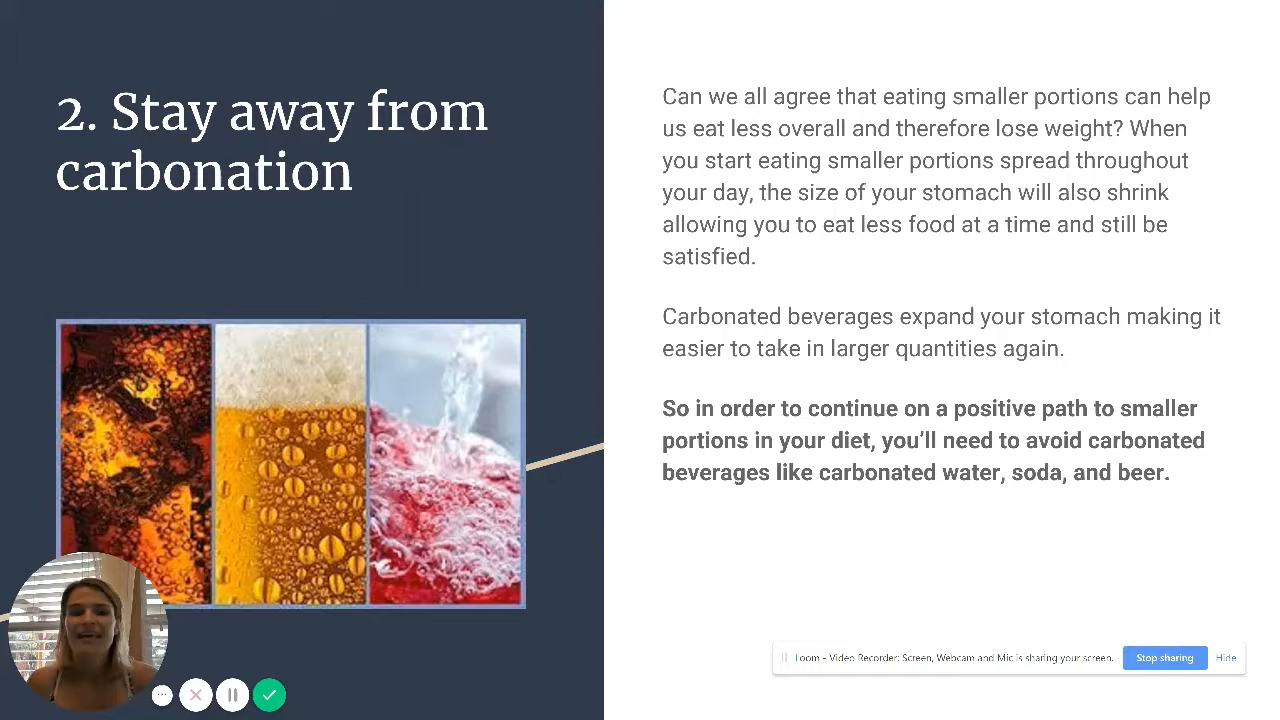 2. Stay away from
carbonation
Can we all agree that eating smaller portions can help
us eat less overall and therefore lose weight? When
you start eating smaller portions spread throughout
your day, the size of your stomach will also shrink
allowing you to eat less food at a time and still be
satisfied.
Carbonated beverages expand your stomach making it
easier to take in larger quantities again.
So in order to continue on a positive path to smaller
portions in your diet, you’ll need to avoid carbonated
beverages like carbonated water, soda, and beer.
Loom - Video Recorder: Screen, Webcam and Mic is sharing your screen.
Stop sharing
Hide